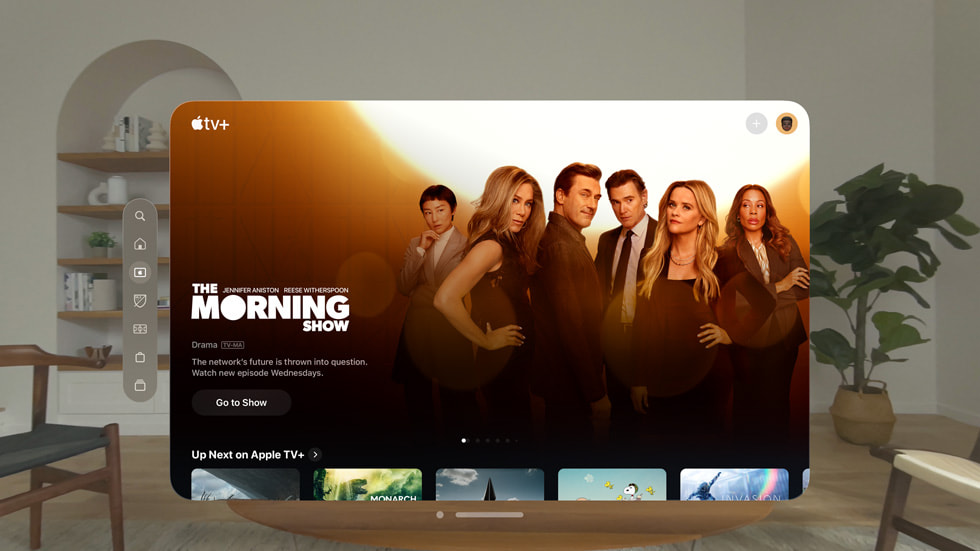 tv+
THE JENNIFER ANISTON REESE WITHERSPOON
MORNING
SHOW
Drama TV-MA
The network's future is thrown into question.
Watch new episode Wednesdays.
Go to Show
Up Next on Apple TV+
MONARCH
INVASION